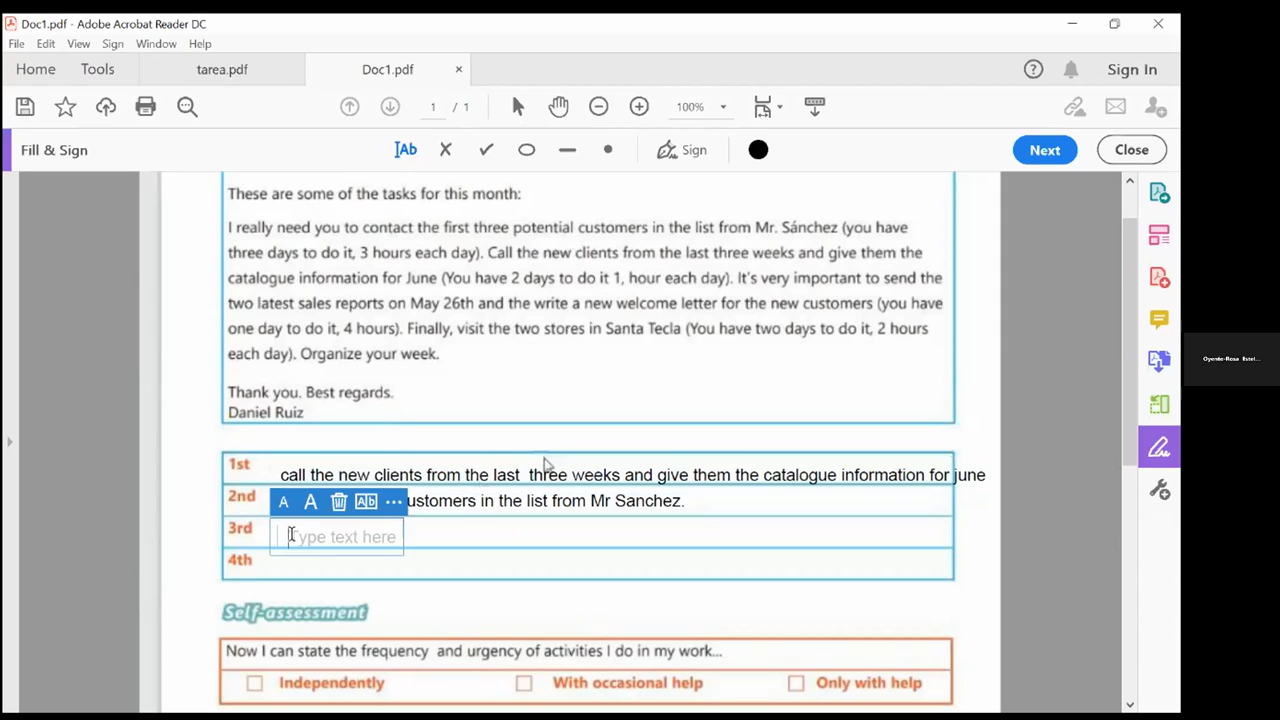 Doc1.pdf - Adobe Acrobat Reader DC
File Edit View Sign Window Help
Home Tools tarea.pdf Doc1.pdf × Sign In
1 / 1 100%
Fill & Sign Ab Sign Next Close
These are some of the tasks for this month:
I really need you to contact the first three potential customers in the list from Mr. Sánchez (you have
three days to do it, 3 hours each day). Call the new clients from the last three weeks and give them the
catalogue information for June (You have 2 days to do it 1, hour each day). It's very important to send the
two latest sales reports on May 26th and the write a new welcome letter for the new customers (you have
one day to do it, 4 hours). Finally, visit the two stores in Santa Tecla (You have two days to do it, 2 hours
each day). Organize your week.
Thank you. Best regards.
Daniel Ruiz
1st call the new clients from the last three weeks and give them the catalogue information for june
2nd A A Ab ustomers in the list from Mr Sanchez.
3rd Type text here
4th
Self-assessment
Now I can state the frequency and urgency of activities I do in my work...
Independently With occasional help Only with help
Oyente-Rosa Estel...